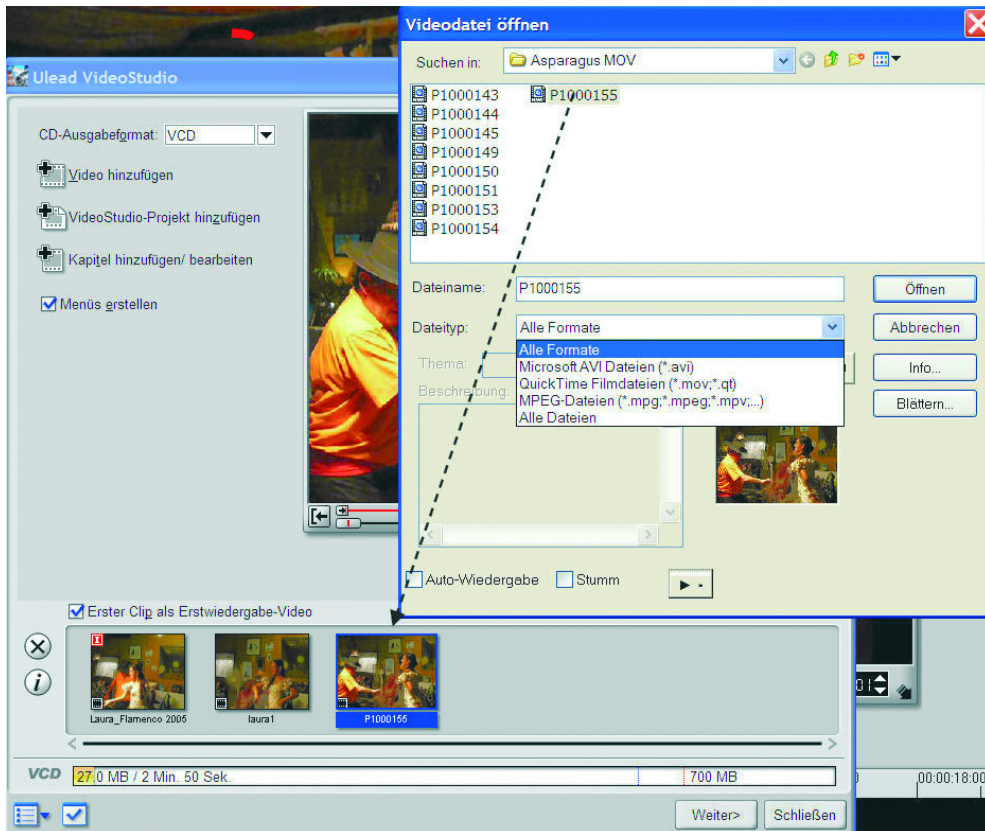 Videodatei öffnen
Suchen in: Asparagus MOV
P1000143 P1000155
P1000144
P1000145
P1000149
P1000150
P1000151
P1000153
P1000154
Dateiname: P1000155 Öffnen
Dateityp: Alle Formate Abbrechen
Alle Formate
Microsoft AVI Dateien (*.avi)
QuickTime Filmdateien (*.mov;*.qt)
MPEG-Dateien (*.mpg;*.mpeg;*.mpv;...)
Alle Dateien
Thema: Info...
Beschreibung: Blättern...
Auto-Wiedergabe Stumm
Ulead VideoStudio
CD-Ausgabeformat: VCD
Video hinzufügen
VideoStudio-Projekt hinzufügen
Kapitel hinzufügen/ bearbeiten
Menüs erstellen
Erster Clip als Erstwiedergabe-Video
Laura_Flamenco 2005 laura1 P1000155
VCD 27.0 MB / 2 Min. 50 Sek. 700 MB
Weiter> Schließen
00:00:18:00